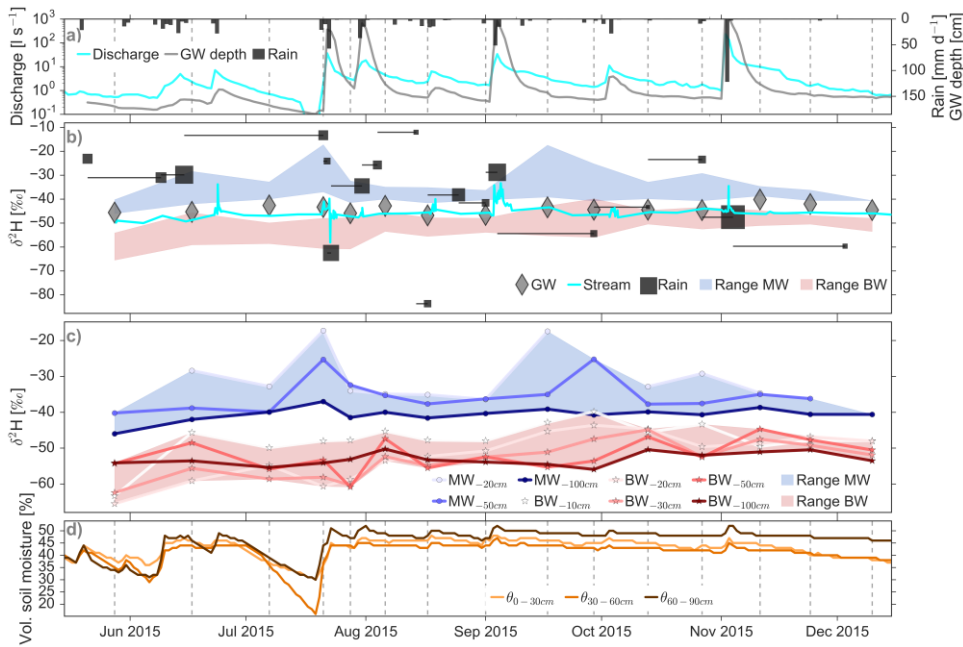 a)
Discharge [l s⁻¹]
10³
10²
10¹
10⁰
10⁻¹
Discharge GW depth Rain
0
50
100
150
Rain [mm d⁻¹]
GW depth [cm]
b)
δ²H [‰]
−10
−20
−30
−40
−50
−60
−70
−80
GW Stream Rain Range MW Range BW
c)
δ²H [‰]
−20
−30
−40
−50
−60
MW₋₂₀cm MW₋₁₀₀cm BW₋₂₀cm BW₋₅₀cm Range MW
MW₋₅₀cm BW₋₁₀cm BW₋₃₀cm BW₋₁₀₀cm Range BW
d)
Vol. soil moisture [%]
50
45
40
35
30
25
20
θ₀₋₃₀cm θ₃₀₋₆₀cm θ₆₀₋₉₀cm
Jun 2015 Jul 2015 Aug 2015 Sep 2015 Oct 2015 Nov 2015 Dec 2015